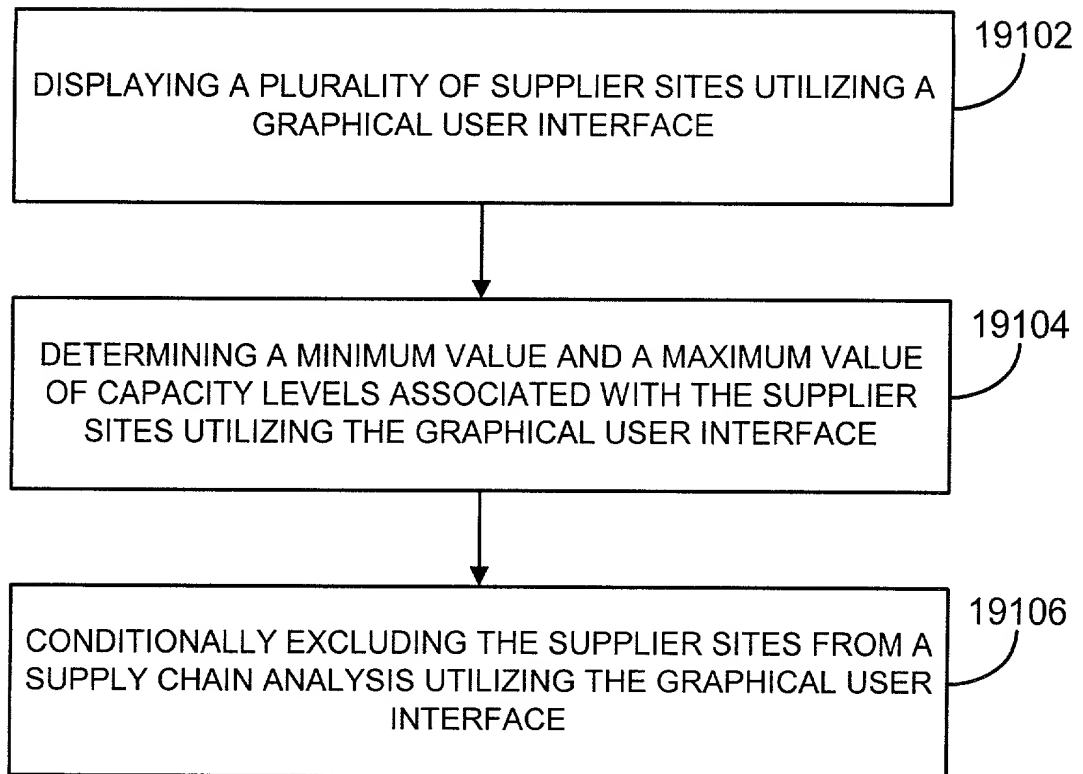 19102
DISPLAYING A PLURALITY OF SUPPLIER SITES UTILIZING A
GRAPHICAL USER INTERFACE
19104
DETERMINING A MINIMUM VALUE AND A MAXIMUM VALUE
OF CAPACITY LEVELS ASSOCIATED WITH THE SUPPLIER
SITES UTILIZING THE GRAPHICAL USER INTERFACE
19106
CONDITIONALLY EXCLUDING THE SUPPLIER SITES FROM A
SUPPLY CHAIN ANALYSIS UTILIZING THE GRAPHICAL USER
INTERFACE